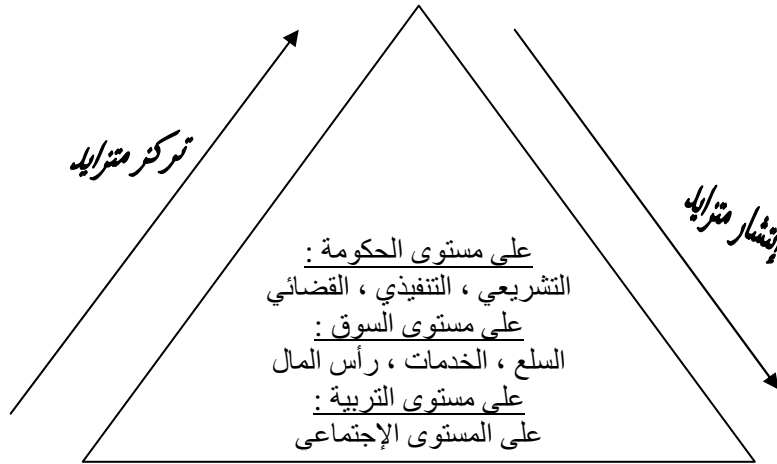 تركز متزايد
إنتشار متزايد
على مستوى الحكومة :
التشريعي ، التنفيذي ، القضائي
على مستوى السوق :
السلع ، الخدمات ، رأس المال
على مستوى التربية :
على المستوى الإجتماعي